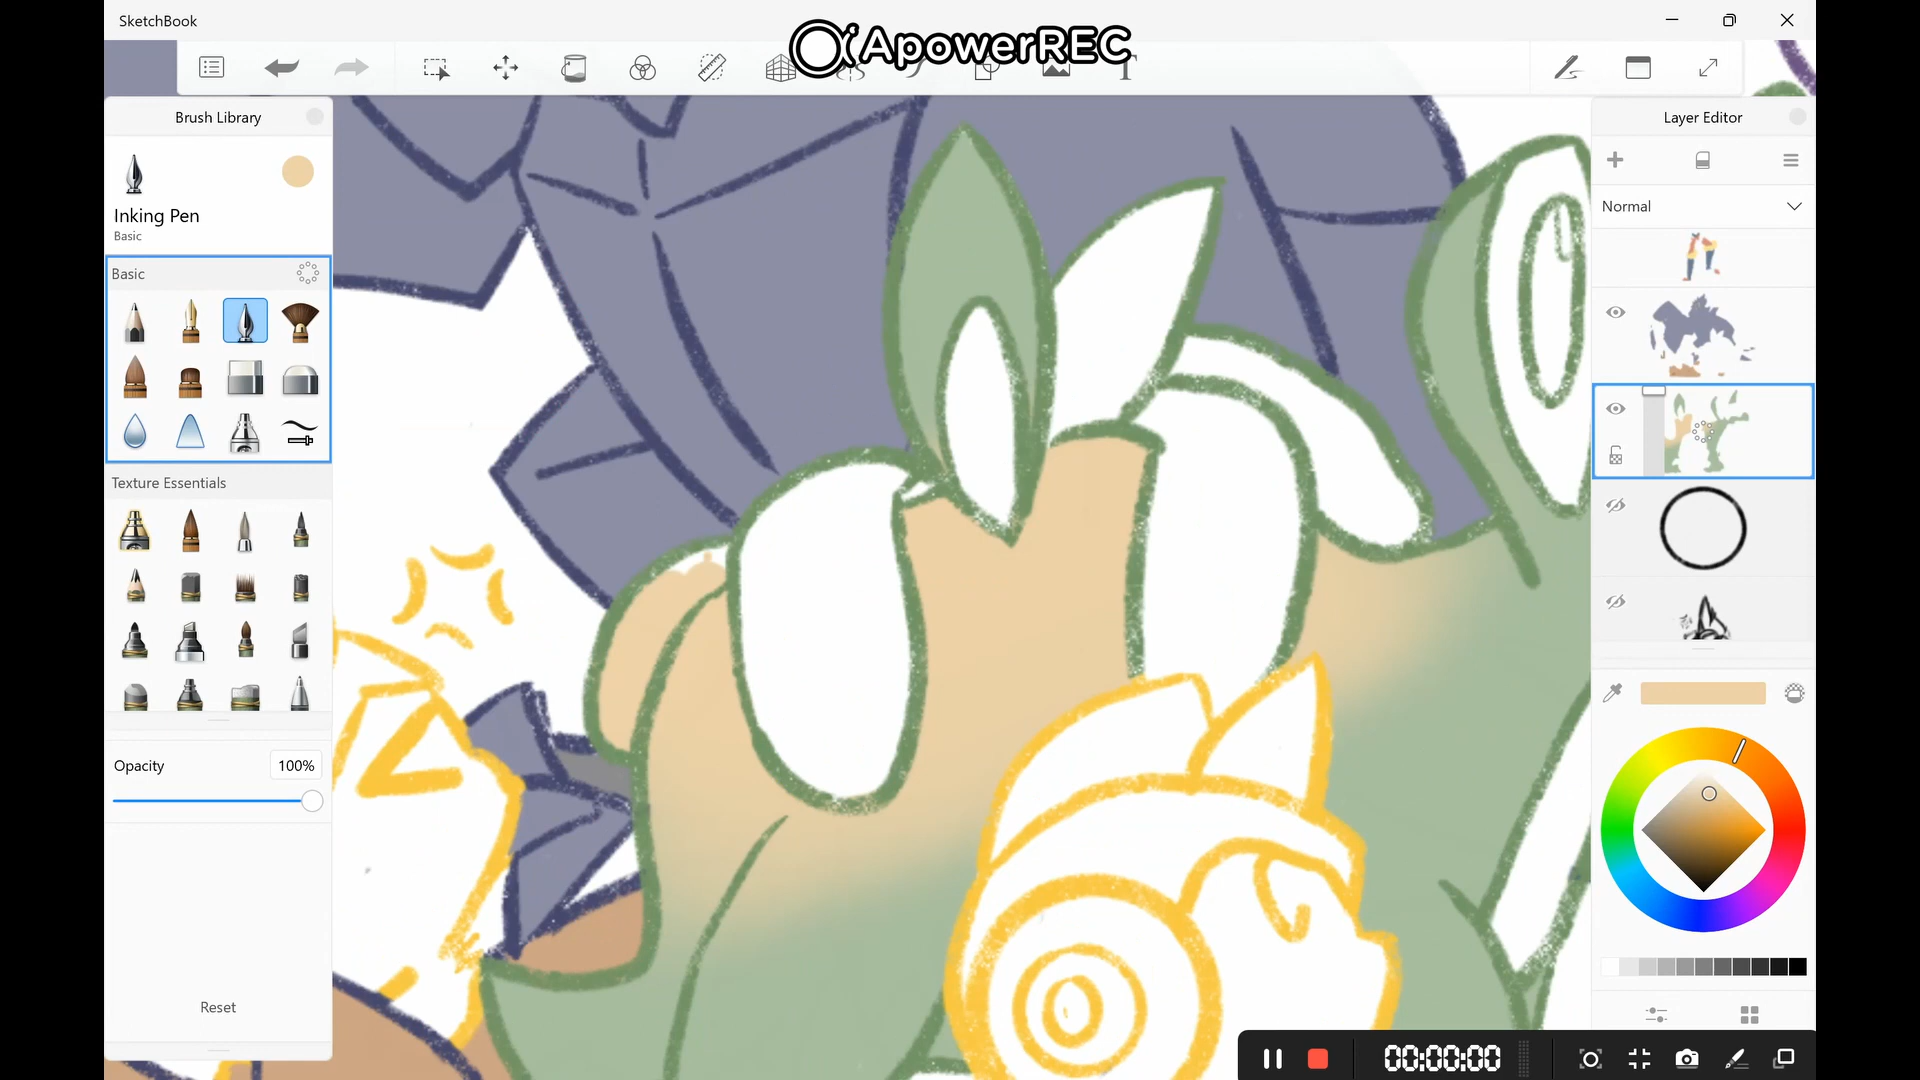 SketchBook
ApowerREC
T
Brush Library
Layer Editor
Normal
Inking Pen
Basic
Basic
Texture Essentials
Opacity
100%
Reset
00:00:00